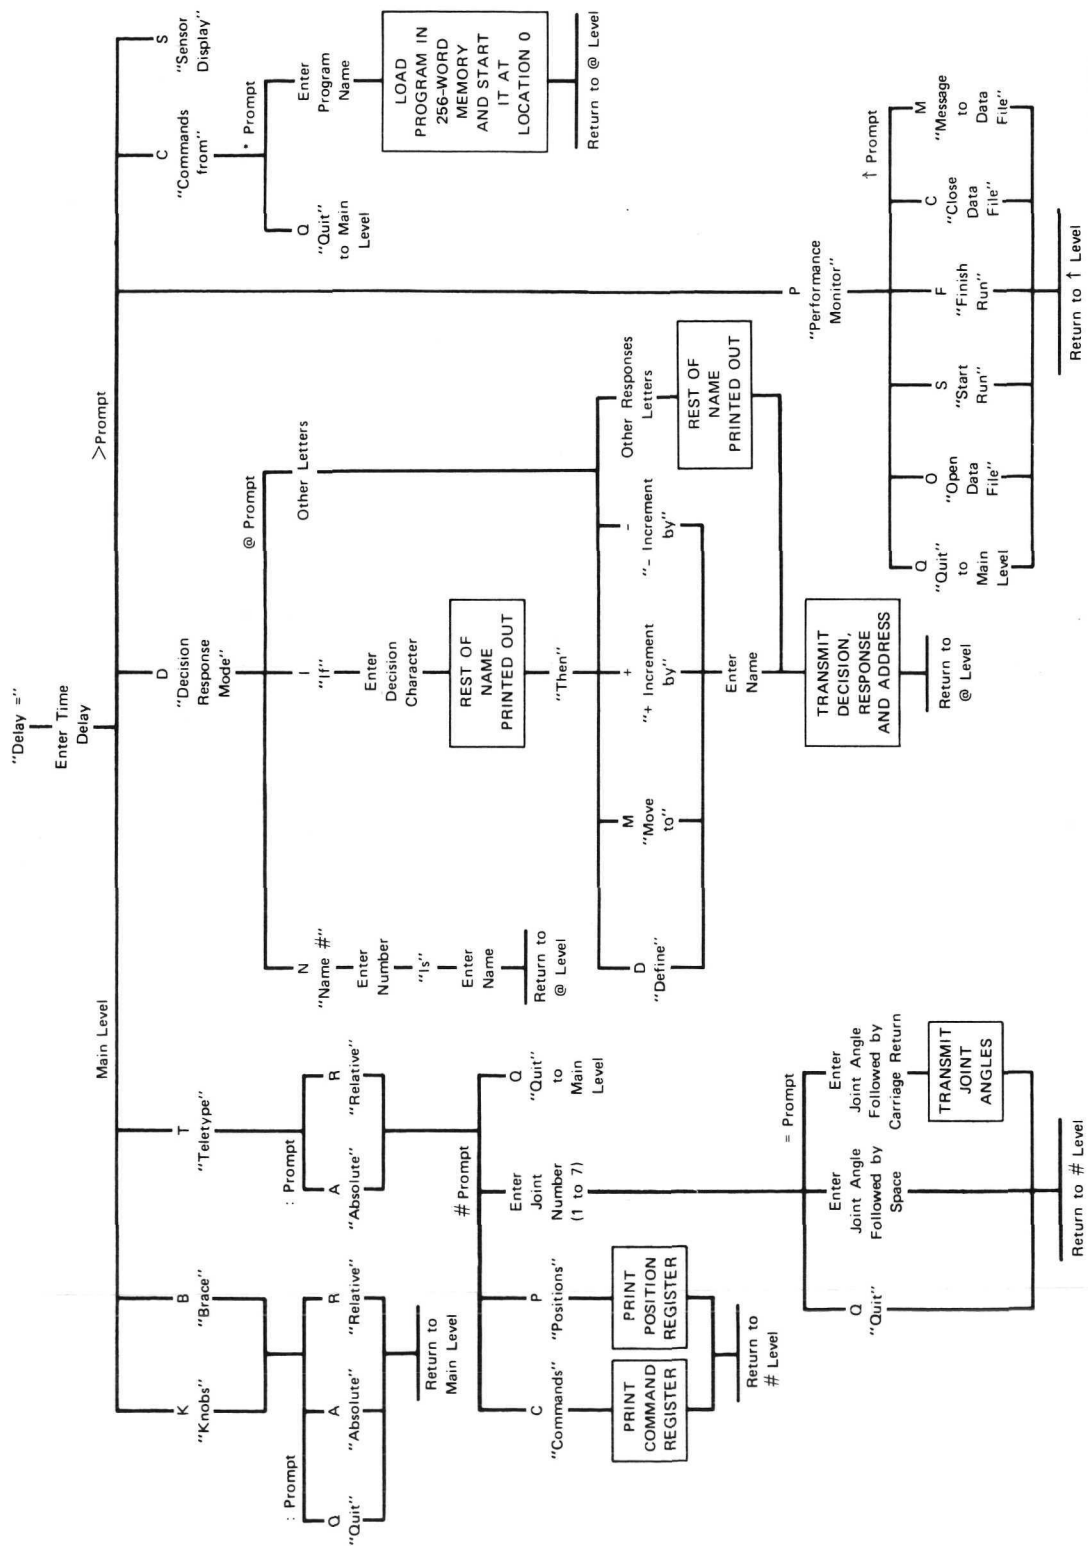 "Delay ="
Enter Time
Delay
Main Level
>Prompt
K
"Knobs"
B
"Brace"
: Prompt
Q
"Quit"
A
"Absolute"
R
"Relative"
Return to
Main Level
T
"Teletype"
: Prompt
A
"Absolute"
R
"Relative"
# Prompt
C
"Commands"
PRINT
COMMAND
REGISTER
P
"Positions"
PRINT
POSITION
REGISTER
Return to
# Level
Enter
Joint
Number
(1 to 7)
Q
"Quit"
to
Main
Level
= Prompt
Q
"Quit"
Enter
Joint Angle
Followed by
Space
Enter
Joint Angle
Followed by
Carriage Return
TRANSMIT
JOINT
ANGLES
Return to # Level
D
"Decision
Response
Mode"
@ Prompt
N
"Name #"
Enter
Number
"Is"
Enter
Name
Return to
@ Level
I
"If"
Enter
Decision
Character
REST OF
NAME
PRINTED OUT
"Then"
Other Letters
D
"Define"
M
"Move
to"
+
"+ Increment
by"
-
"– Increment
by"
Other Responses
Letters
REST OF
NAME
PRINTED OUT
Enter
Name
TRANSMIT
DECISION,
RESPONSE
AND ADDRESS
Return to
@ Level
P
"Performance
Monitor"
↑ Prompt
Q
"Quit"
to
Main
Level
O
"Open
Data
File"
S
"Start
Run"
F
"Finish
Run"
C
"Close
Data
File"
M
"Message
to
Data
File"
Return to ↑ Level
C
"Commands
from"
* Prompt
Q
"Quit"
to Main
Level
Enter
Program
Name
LOAD
PROGRAM IN
256-WORD
MEMORY
AND START
IT AT
LOCATION 0
Return to @ Level
S
"Sensor
Display"